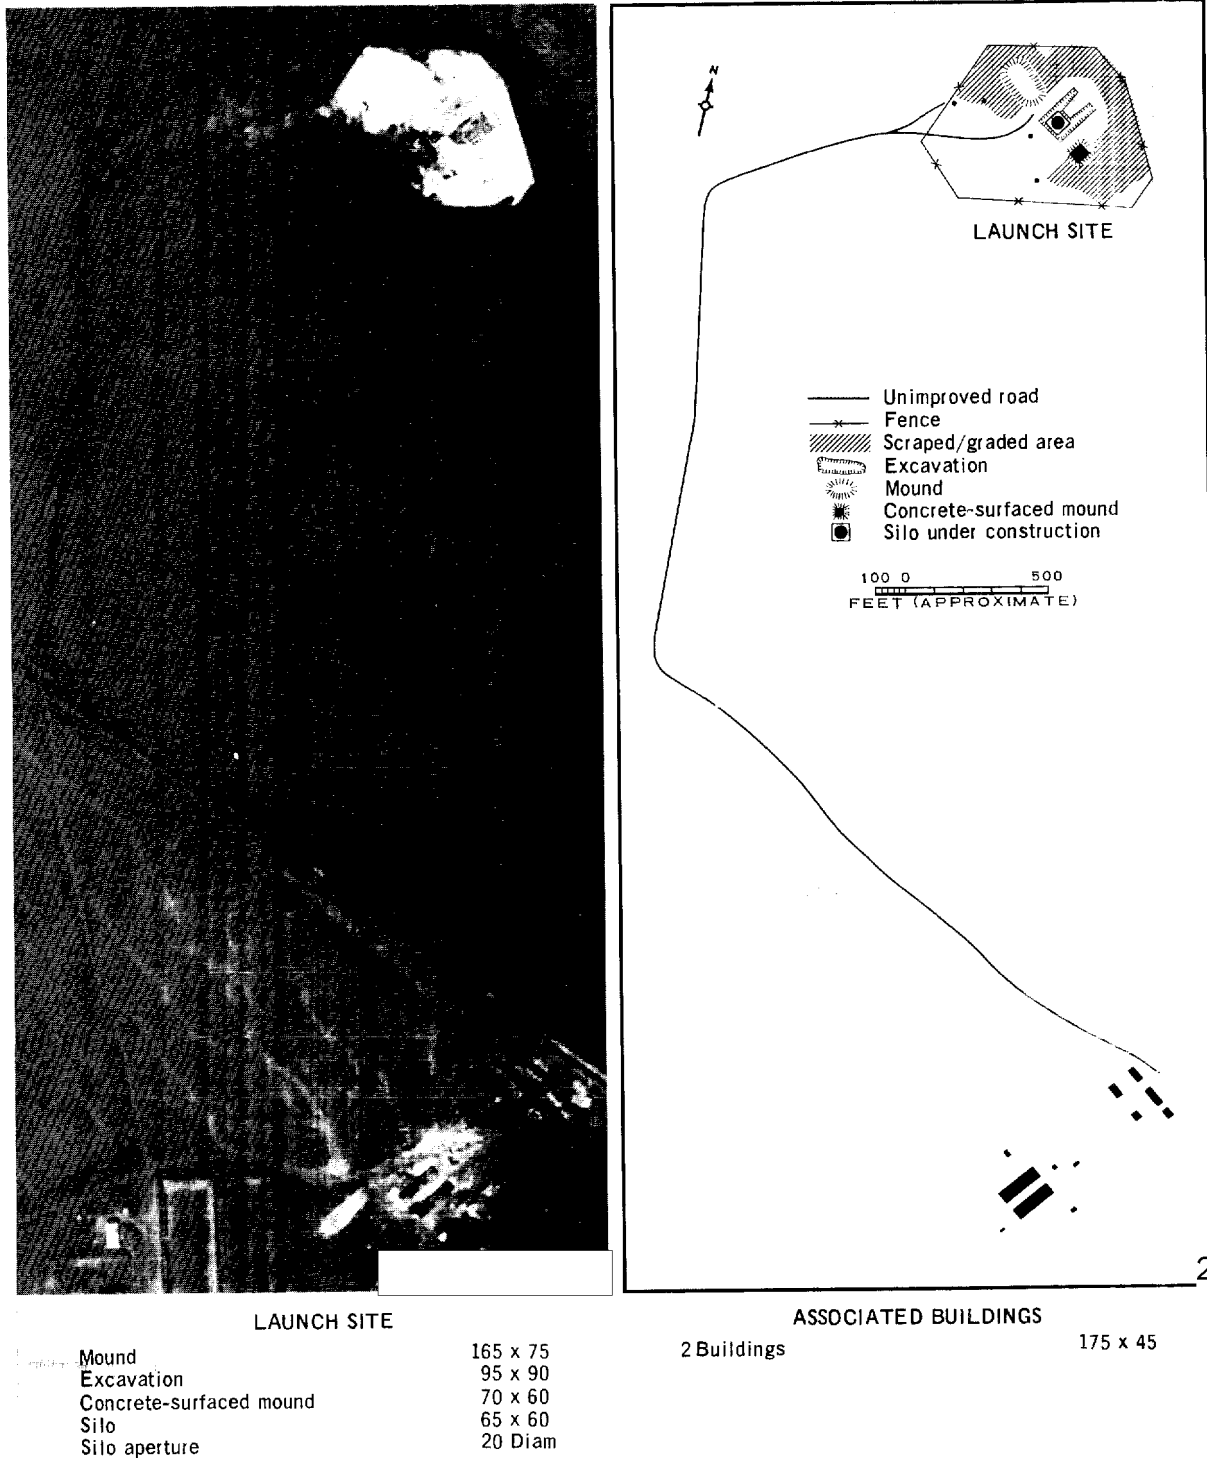 N
LAUNCH SITE
Unimproved road
Fence
Scraped/graded area
Excavation
Mound
Concrete-surfaced mound
Silo under construction
100 0 500
FEET (APPROXIMATE)
2
LAUNCH SITE
Mound 165 x 75
Excavation 95 x 90
Concrete-surfaced mound 70 x 60
Silo 65 x 60
Silo aperture 20 Diam
ASSOCIATED BUILDINGS
2 Buildings 175 x 45